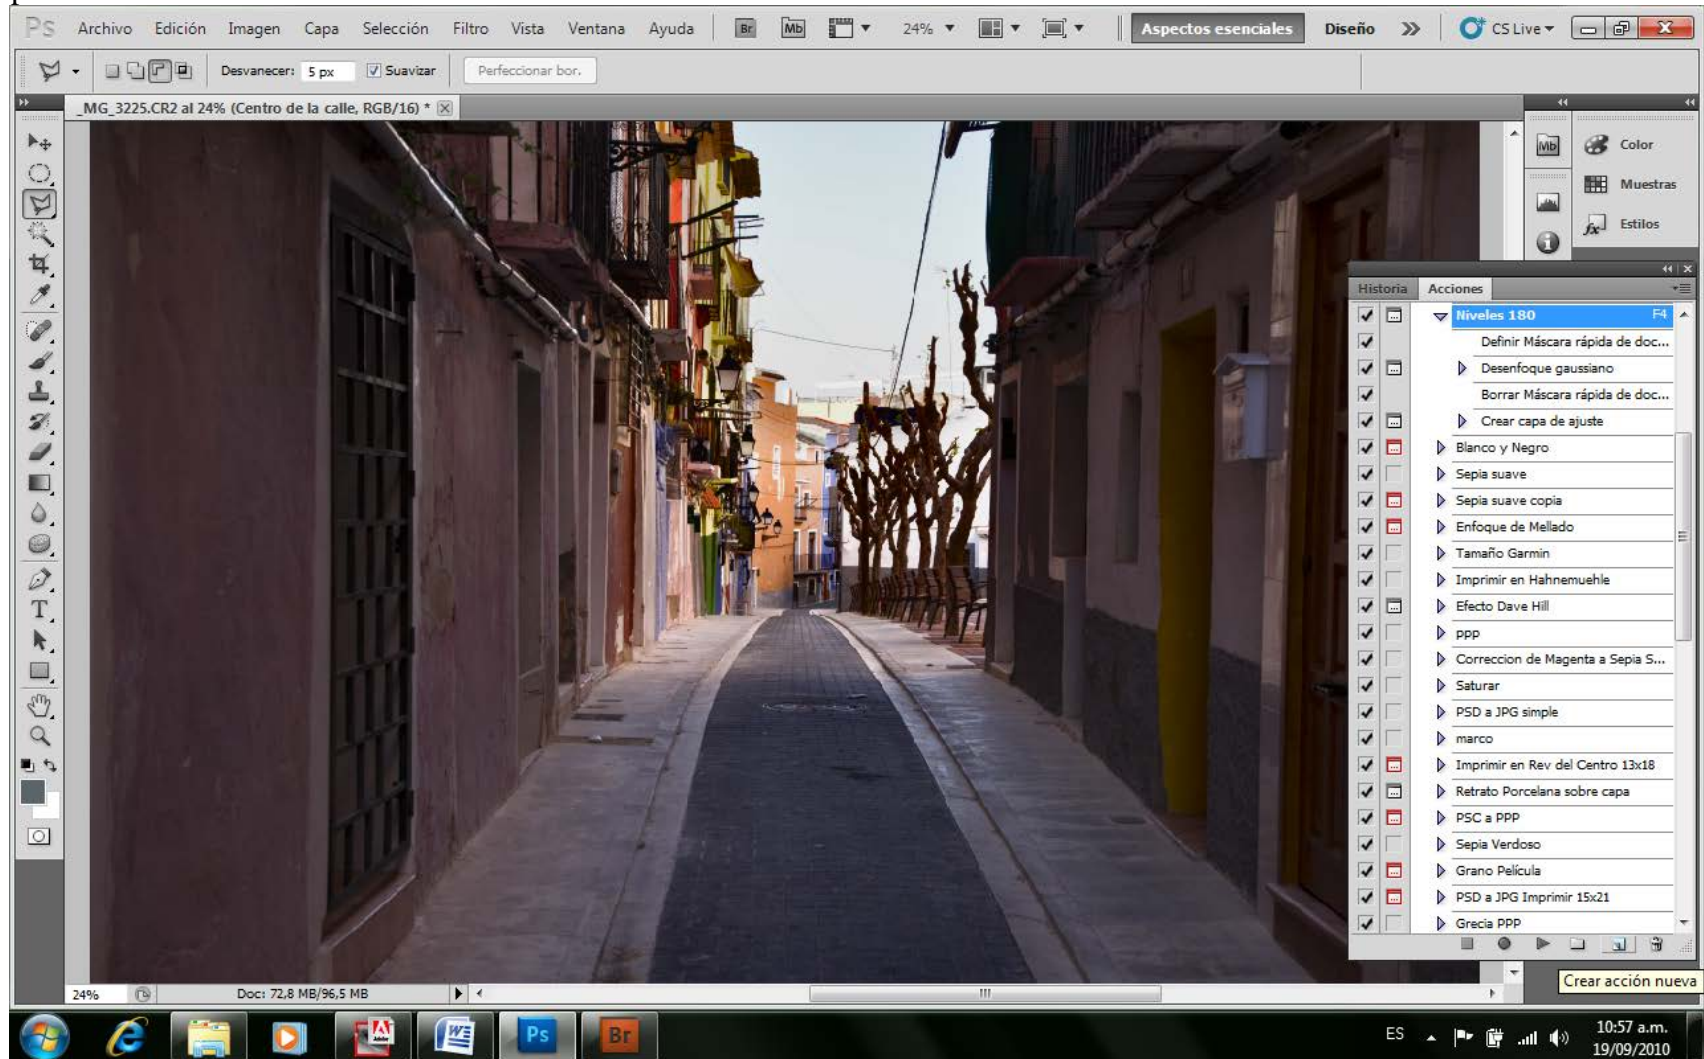 Ps Archivo Edición Imagen Capa Selección Filtro Vista Ventana Ayuda Br Mb 24% Aspectos esenciales Diseño CS Live
Desvanecer: 5 px Suavizar Perfeccionar bor.
_MG_3225.CR2 al 24% (Centro de la calle, RGB/16) *
Mb Color
Muestras
Estilos
Historia Acciones
Niveles 180 F4
Definir Máscara rápida de doc...
Desenfoque gaussiano
Borrar Máscara rápida de doc...
Crear capa de ajuste
Blanco y Negro
Sepia suave
Sepia suave copia
Enfoque de Mellado
Tamaño Garmin
Imprimir en Hahnemuehle
Efecto Dave Hill
ppp
Correccion de Magenta a Sepia S...
Saturar
PSD a JPG simple
marco
Imprimir en Rev del Centro 13x18
Retrato Porcelana sobre capa
PSC a PPP
Sepia Verdoso
Grano Película
PSD a JPG Imprimir 15x21
Grecia PPP
Crear acción nueva
24% Doc: 72,8 MB/96,5 MB
Adobe Ps Br ES 10:57 a.m.
19/09/2010